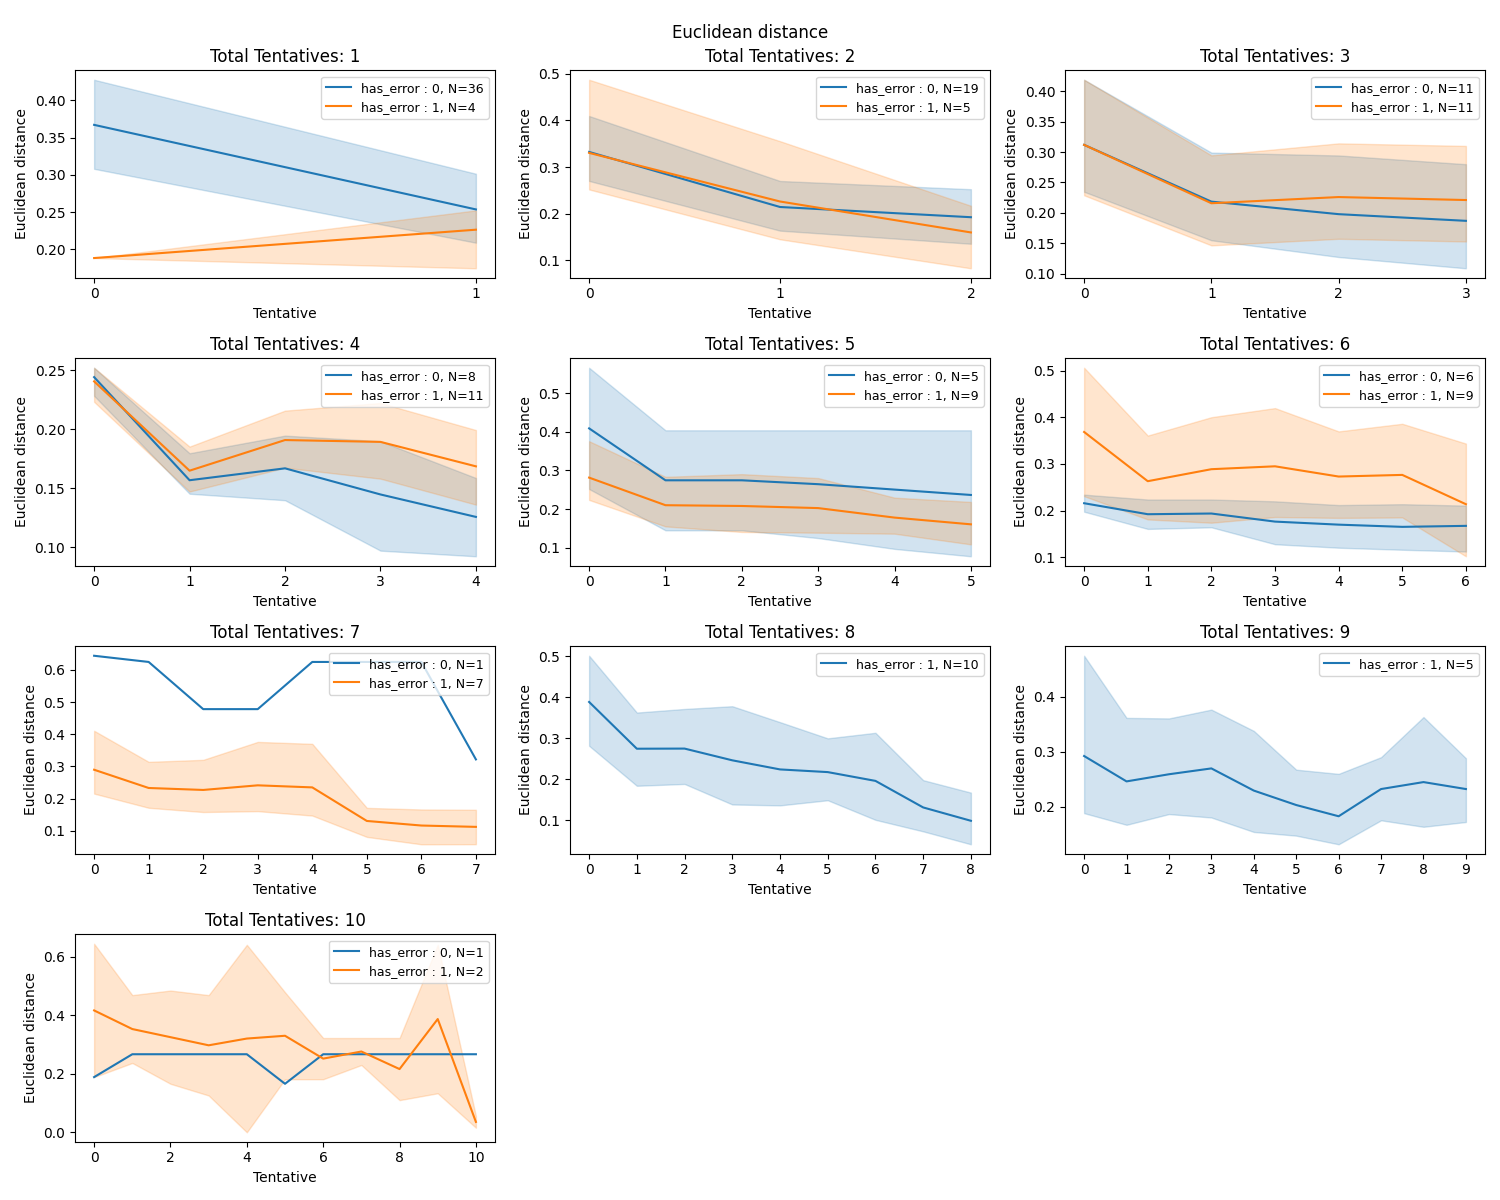 Euclidean distance
Total Tentatives: 1
has_error : 0, N=36
has_error : 1, N=4
Euclidean distance
0.40
0.35
0.30
0.25
0.20
0 1
Tentative
Total Tentatives: 2
has_error : 0, N=19
has_error : 1, N=5
Euclidean distance
0.5
0.4
0.3
0.2
0.1
0 1 2
Tentative
Total Tentatives: 3
has_error : 0, N=11
has_error : 1, N=11
Euclidean distance
0.40
0.35
0.30
0.25
0.20
0.15
0.10
0 1 2 3
Tentative
Total Tentatives: 4
has_error : 0, N=8
has_error : 1, N=11
Euclidean distance
0.25
0.20
0.15
0.10
0 1 2 3 4
Tentative
Total Tentatives: 5
has_error : 0, N=5
has_error : 1, N=9
Euclidean distance
0.5
0.4
0.3
0.2
0.1
0 1 2 3 4 5
Tentative
Total Tentatives: 6
has_error : 0, N=6
has_error : 1, N=9
Euclidean distance
0.5
0.4
0.3
0.2
0.1
0 1 2 3 4 5 6
Tentative
Total Tentatives: 7
has_error : 0, N=1
has_error : 1, N=7
Euclidean distance
0.6
0.5
0.4
0.3
0.2
0.1
0 1 2 3 4 5 6 7
Tentative
Total Tentatives: 8
has_error : 1, N=10
Euclidean distance
0.5
0.4
0.3
0.2
0.1
0 1 2 3 4 5 6 7 8
Tentative
Total Tentatives: 9
has_error : 1, N=5
Euclidean distance
0.4
0.3
0.2
0 1 2 3 4 5 6 7 8 9
Tentative
Total Tentatives: 10
has_error : 0, N=1
has_error : 1, N=2
Euclidean distance
0.6
0.4
0.2
0.0
0 2 4 6 8 10
Tentative